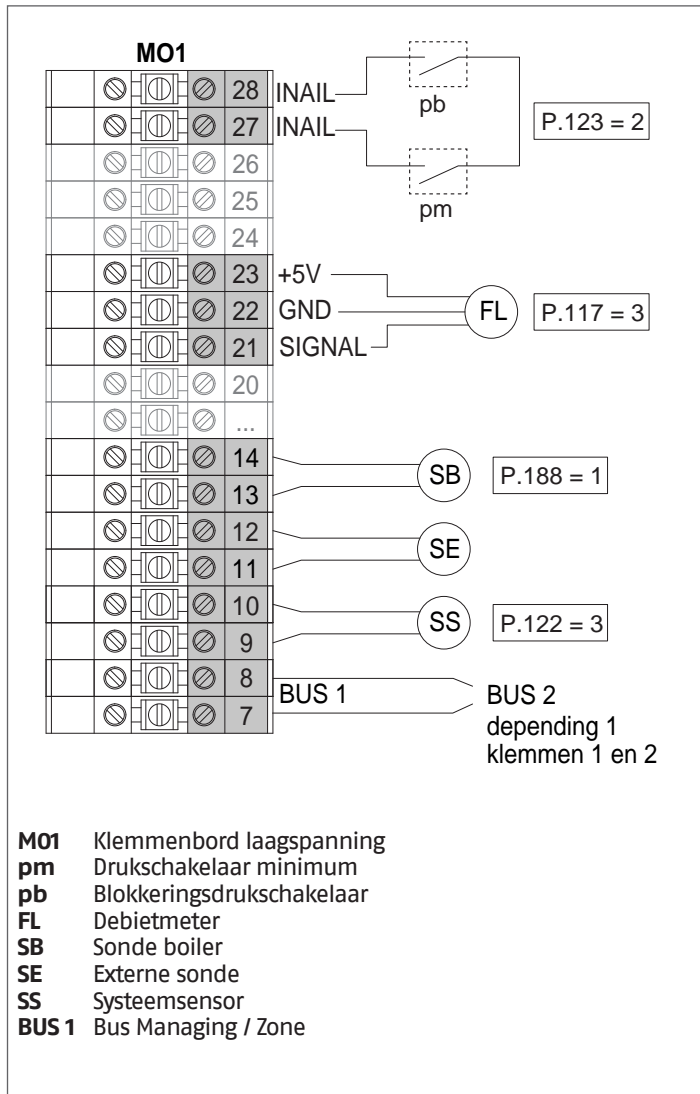 MO1
28 INAIL
pb
27 INAIL
P.123 = 2
26
pm
25
24
23 +5V
22 GND FL P.117 = 3
21 SIGNAL
20
...
14
SB P.188 = 1
13
12
SE
11
10
SS P.122 = 3
9
8
BUS 1 BUS 2
7
depending 1
klemmen 1 en 2
M01 Klemmenbord laagspanning
pm Drukschakelaar minimum
pb Blokkeringsdrukschakelaar
FL Debietmeter
SB Sonde boiler
SE Externe sonde
SS Systeemsensor
BUS 1 Bus Managing / Zone